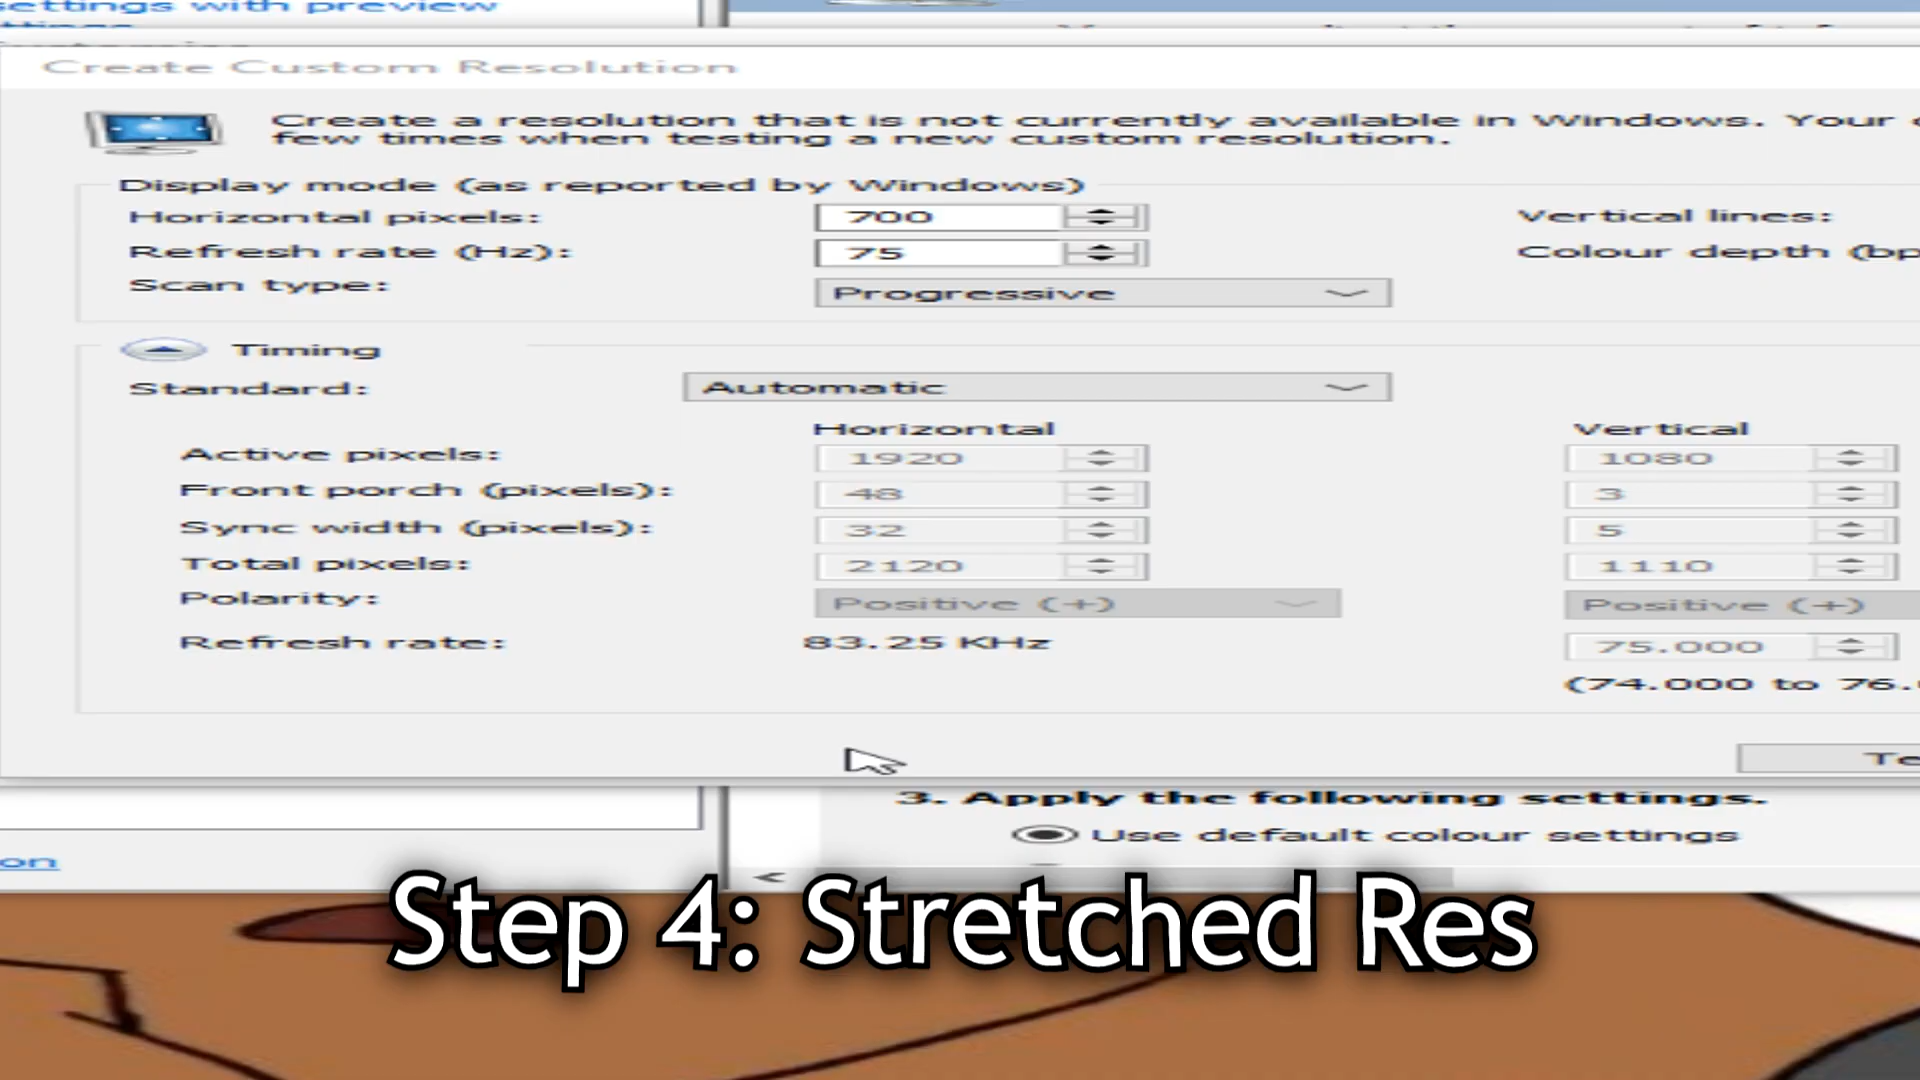 settings with preview
Create Custom Resolution
Create a resolution that is not currently available in Windows. Your
few times when testing a new custom resolution.
Display mode (as reported by Windows)
Horizontal pixels: 700 Vertical lines:
Refresh rate (Hz): 75 Colour depth (bp
Scan type: Progressive
Timing
Standard: Automatic
Horizontal Vertical
Active pixels: 1920 1080
Front porch (pixels): 48 3
Sync width (pixels): 32 5
Total pixels: 2120 1110
Polarity: Positive (+) Positive (+)
Refresh rate: 83.25 KHz 75.000
(74.000 to 76.
Te
3. Apply the following settings.
Use default colour settings
on
Step 4: Stretched Res